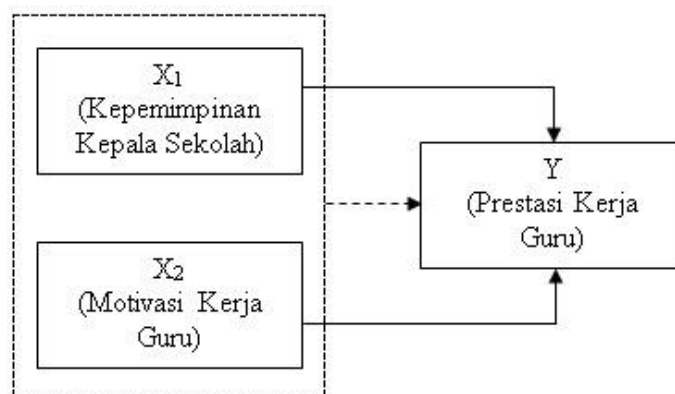 X₁
(Kepemimpinan
Kepala Sekolah)
Y
(Prestasi Kerja
Guru)
X₂
(Motivasi Kerja
Guru)